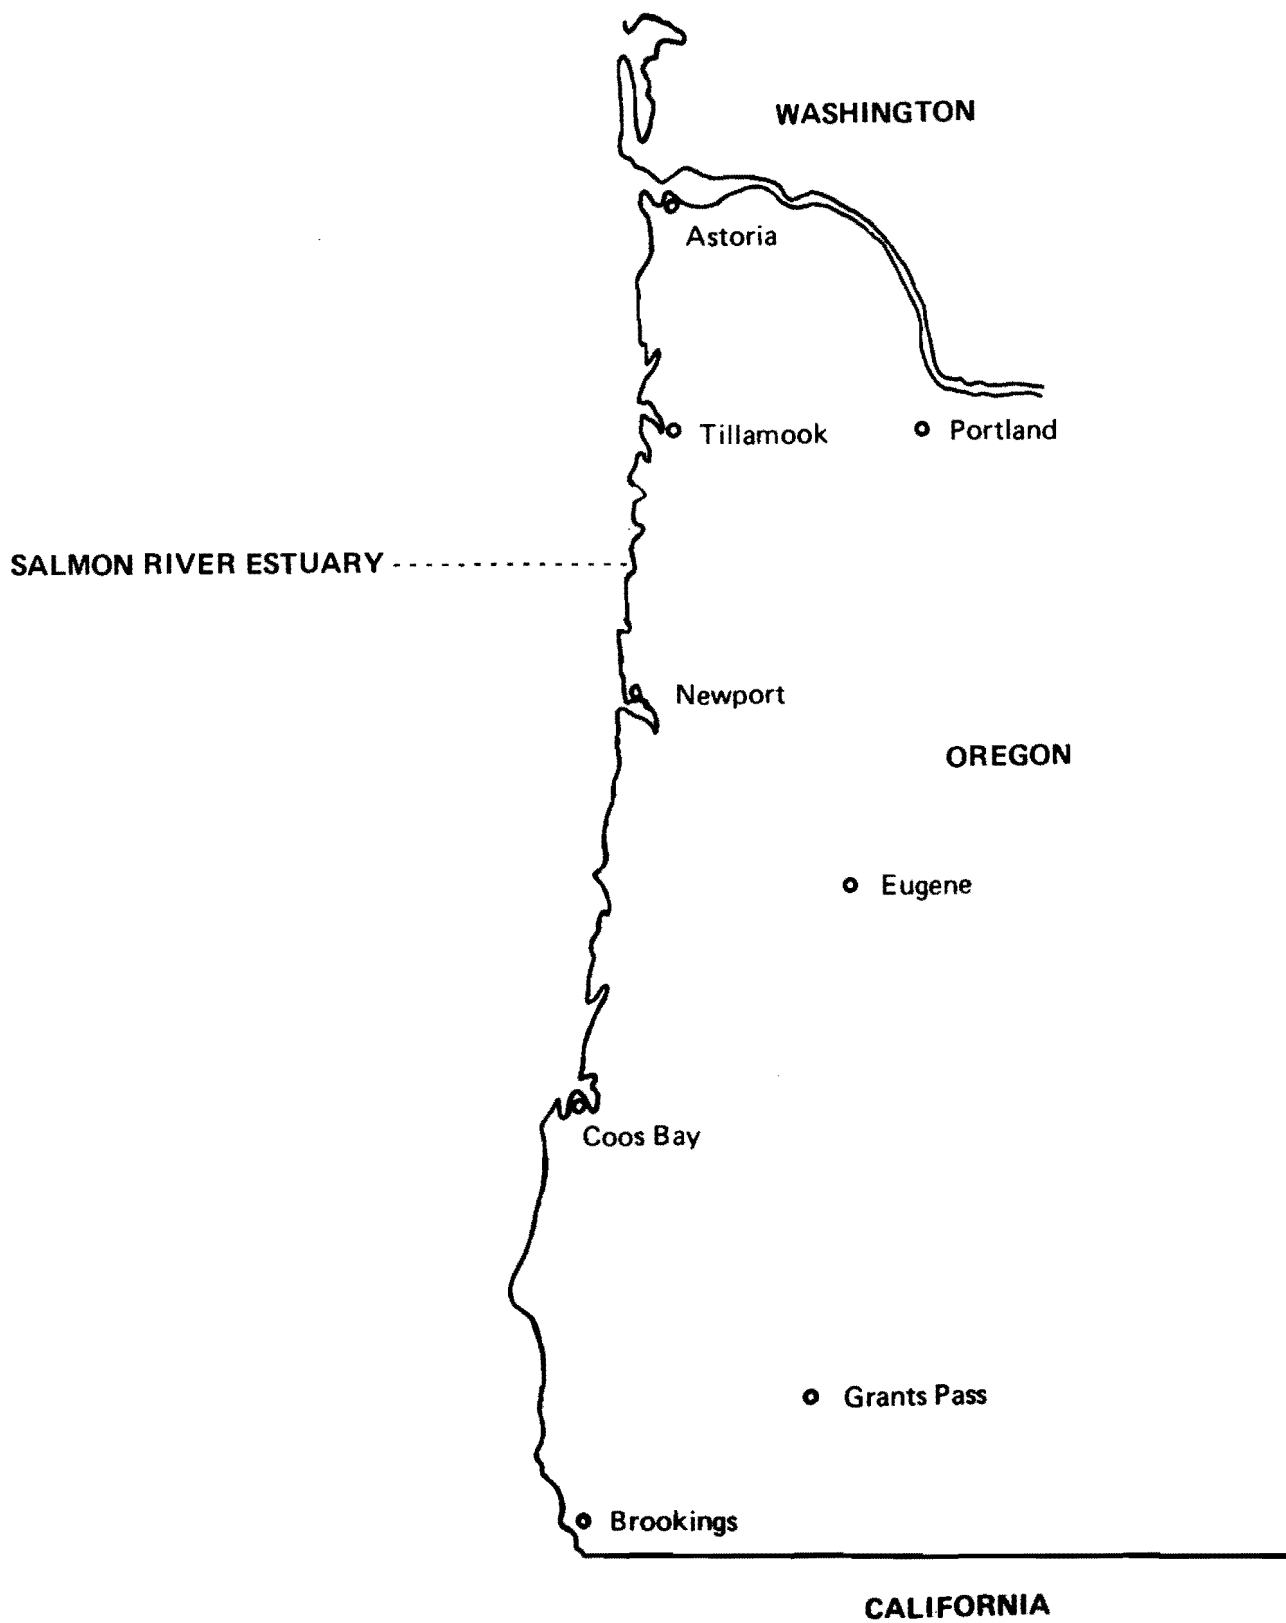 WASHINGTON
Astoria
Tillamook
Portland
SALMON RIVER ESTUARY
Newport
OREGON
Eugene
Coos Bay
Grants Pass
Brookings
CALIFORNIA